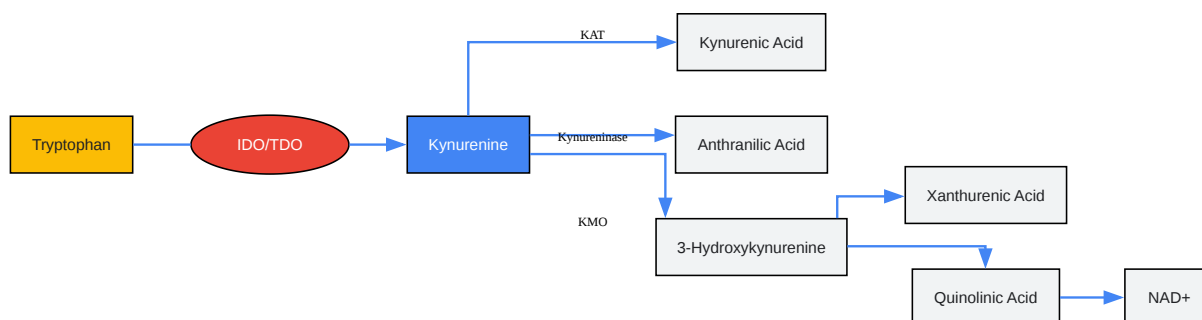 KAT
Kynurenic Acid
Tryptophan
IDO/TDO
Kynurenine
Kynureninase
Anthranilic Acid
KMO
3-Hydroxykynurenine
Xanthurenic Acid
Quinolinic Acid
NAD+